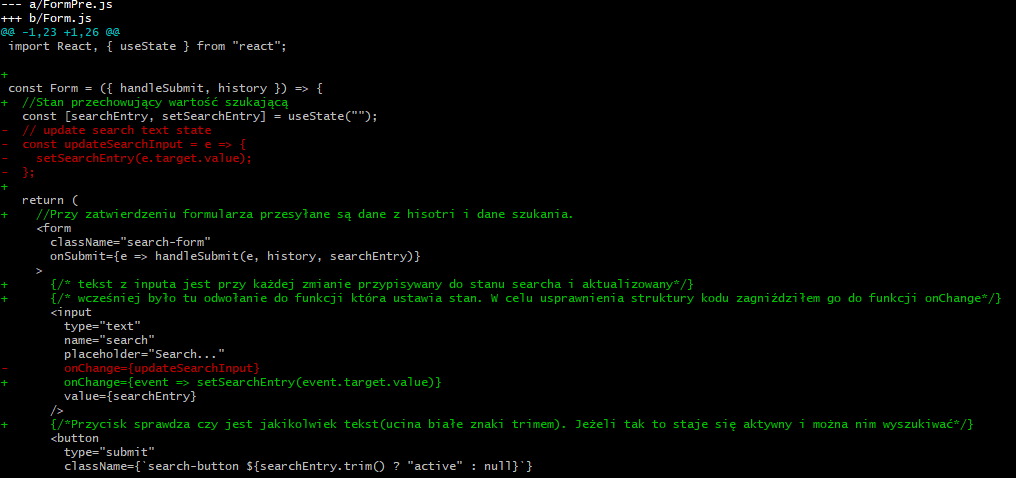 --- a/FormPre.js
+++ b/Form.js
@@ -1,23 +1,26 @@
 import React, { useState } from "react";
+
 const Form = ({ handleSubmit, history }) => {
+  //Stan przechowujący wartość szukającą
   const [searchEntry, setSearchEntry] = useState("");
-  // update search text state
-  const updateSearchInput = e => {
-    setSearchEntry(e.target.value);
-  };
+
   return (
+    //Przy zatwierdzeniu formularza przesyłane są dane z hisotri i dane szukania.
     <form
       className="search-form"
       onSubmit={e => handleSubmit(e, history, searchEntry)}
     >
+      {/* tekst z inputa jest przy każdej zmianie przypisywany do stanu searcha i aktualizowany*/}
+      {/* wcześniej było tu odwołanie do funkcji która ustawia stan. W celu usprawnienia struktury kodu zagniździłem go do funkcji onChange*/}
       <input
         type="text"
         name="search"
         placeholder="Search..."
-        onChange={updateSearchInput}
+        onChange={event => setSearchEntry(event.target.value)}
         value={searchEntry}
       />
+      {/*Przycisk sprawdza czy jest jakikolwiek tekst(ucina białe znaki trimem). Jeżeli tak to staje się aktywny i można nim wyszukiwać*/}
       <button
         type="submit"
         className={`search-button ${searchEntry.trim() ? "active" : null}`}